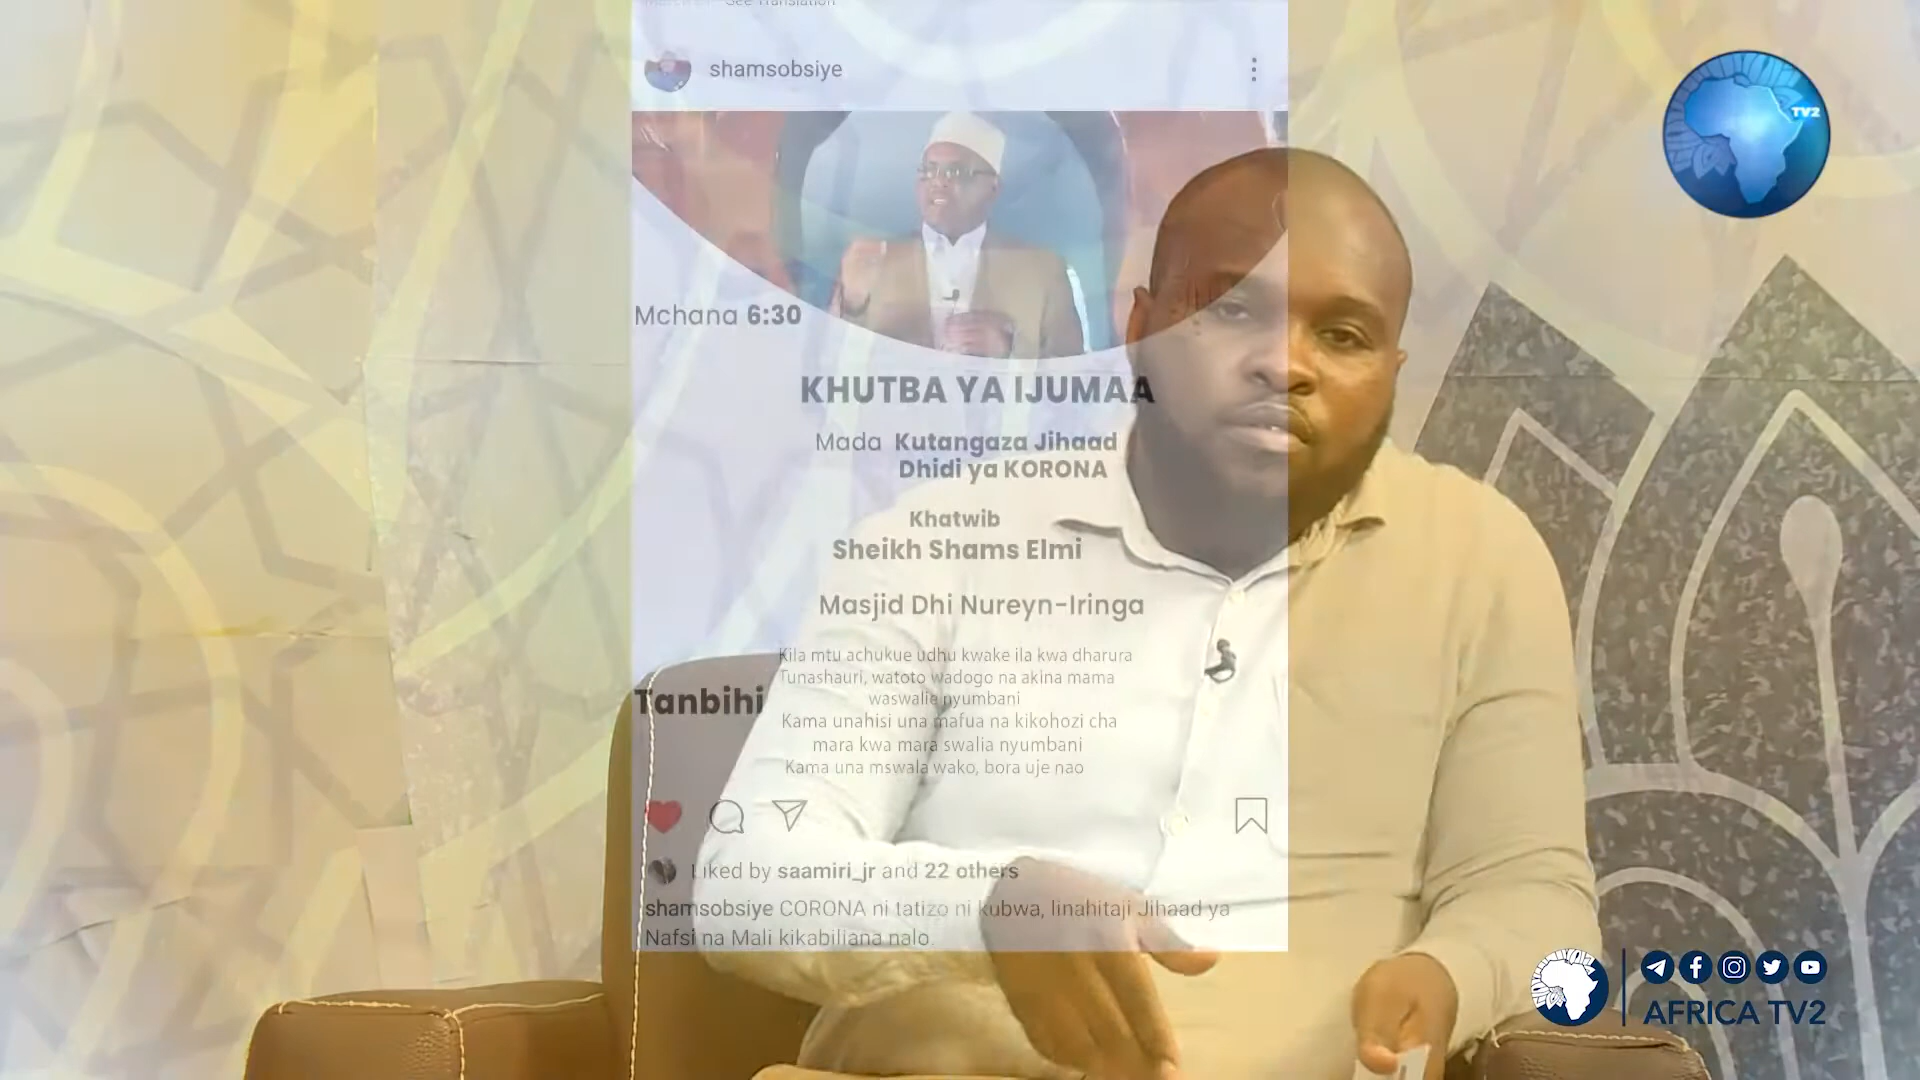 See Translation
shamsobsiye
TV2
Mchana 6:30
KHUTBA YA IJUMAA
Mada Kutangaza Jihaad
Dhidi ya KORONA
Khatwib
Sheikh Shams Elmi
Masjid Dhi Nureyn-Iringa
Kila mtu achukue udhu kwake ila kwa dharura
Tunashauri, watoto wadogo na akina mama
waswalie nyumbani
Tanbihi
Kama unahisi una mafua na kikohozi cha
mara kwa mara swalia nyumbani
Kama una mswala wako, bora uje nao
Liked by saamiri_jr and 22 others
shamsobsiye CORONA ni tatizo ni kubwa, linahitaji Jihaad ya
Nafsi na Mali kikabiliana nalo.
AFRICA TV2